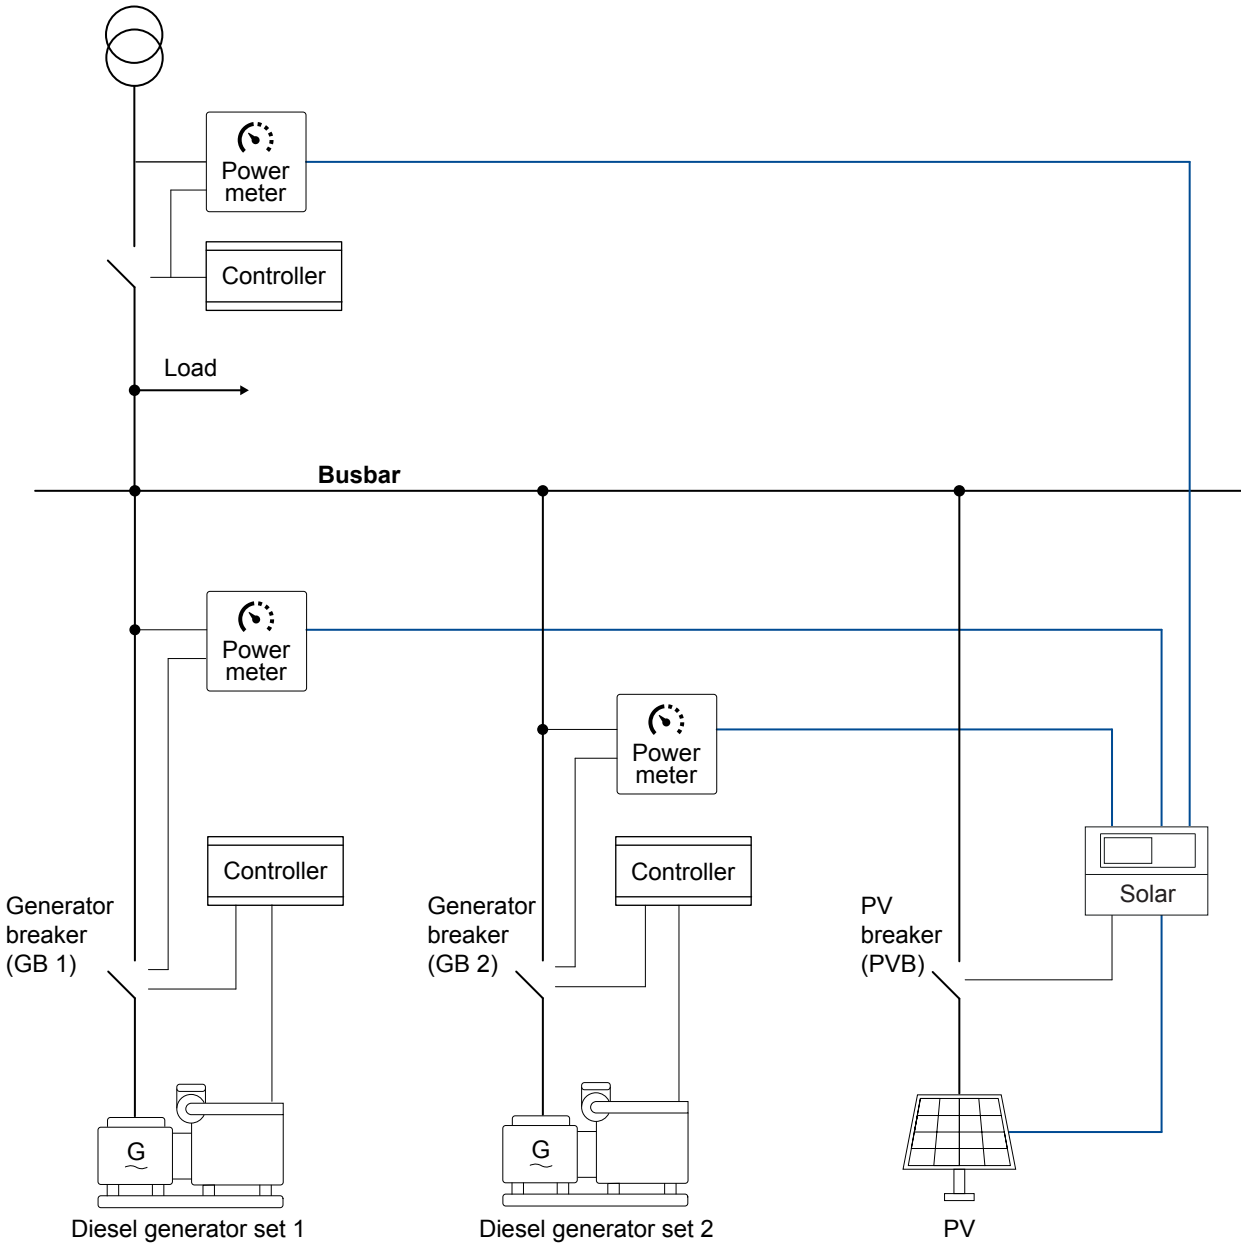 Power
meter
Controller
Load
Busbar
Power
meter
Power
meter
Controller
Controller
Solar
Generator
breaker
(GB 1)
Generator
breaker
(GB 2)
PV
breaker
(PVB)
G
G
Diesel generator set 1
Diesel generator set 2
PV